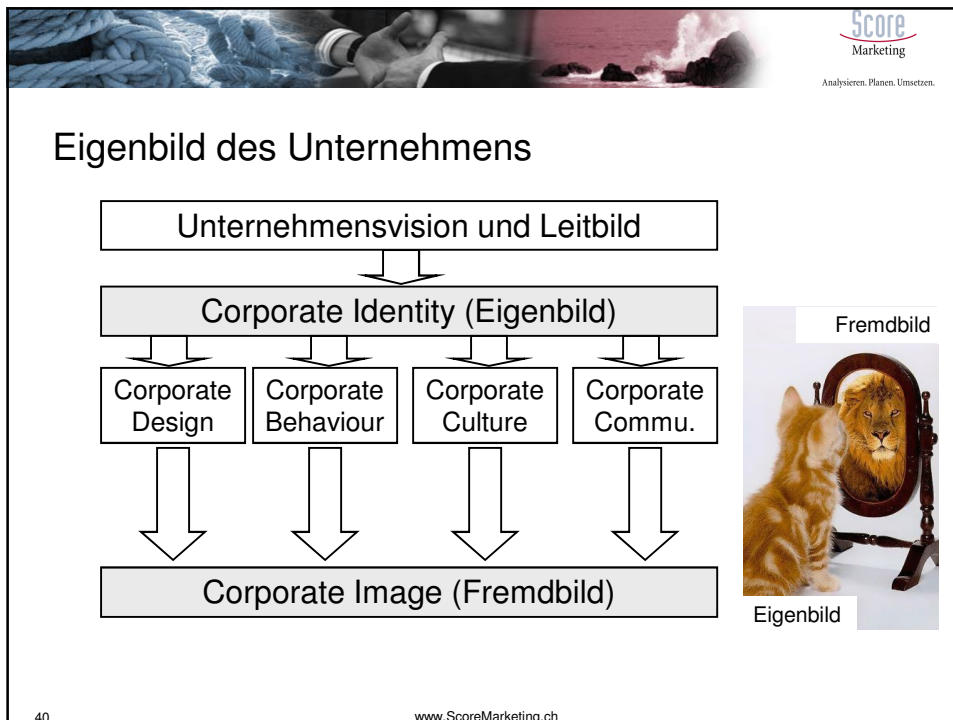 Score
Marketing
Analysieren. Planen. Umsetzen.
Eigenbild des Unternehmens
Unternehmensvision und Leitbild
Corporate Identity (Eigenbild)
Corporate
Design
Corporate
Behaviour
Corporate
Culture
Corporate
Commu.
Corporate Image (Fremdbild)
Fremdbild
Eigenbild
40
www.ScoreMarketing.ch